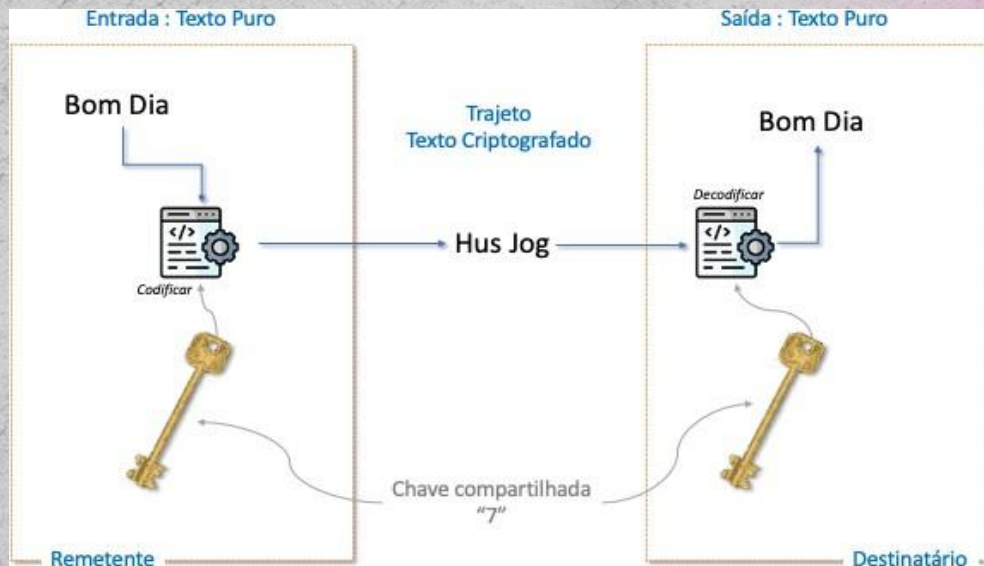 Entrada : Texto Puro
Saída : Texto Puro
Bom Dia
Trajeto
Texto Criptografado
Bom Dia
Decodificar
Hus Jog
Codificar
Chave compartilhada
“7”
Remetente
Destinatário